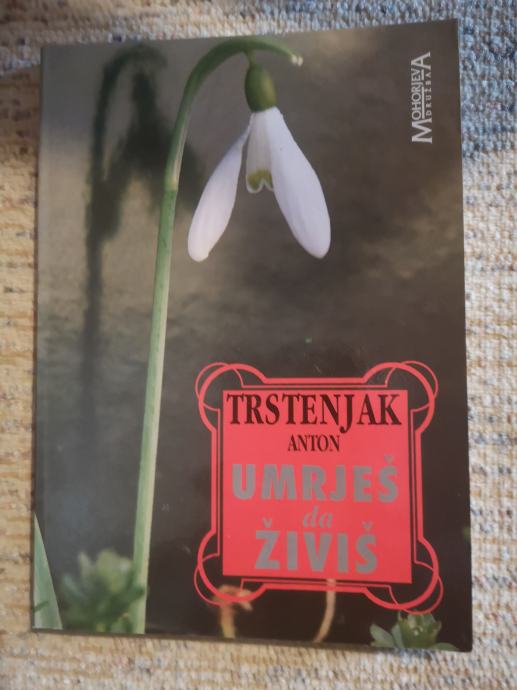 MOHORJEVA
DRUŽBA
TRSTENJAK
ANTON
UMRJEŠ
da
ŽIVIŠ